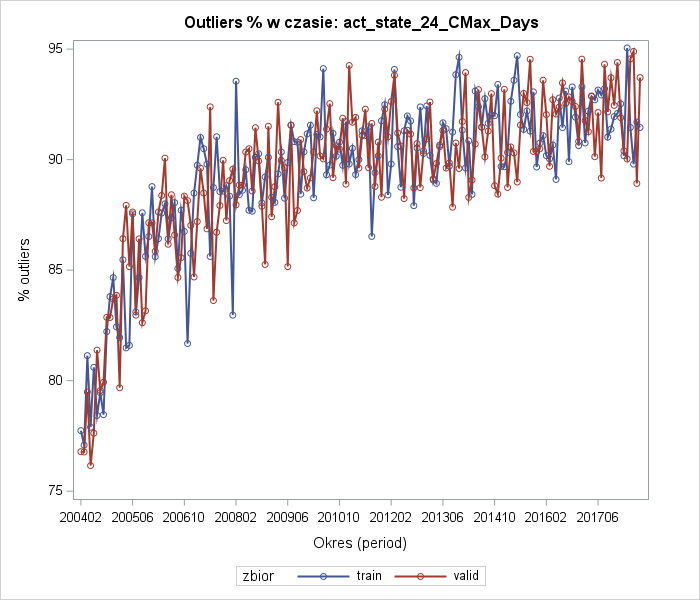 Outliers % w czasie: act_state_24_CMax_Days
95
90
85
80
75
% outliers
200402 200506 200610 200802 200906 201010 201202 201306 201410 201602 201706
Okres (period)
zbior train valid